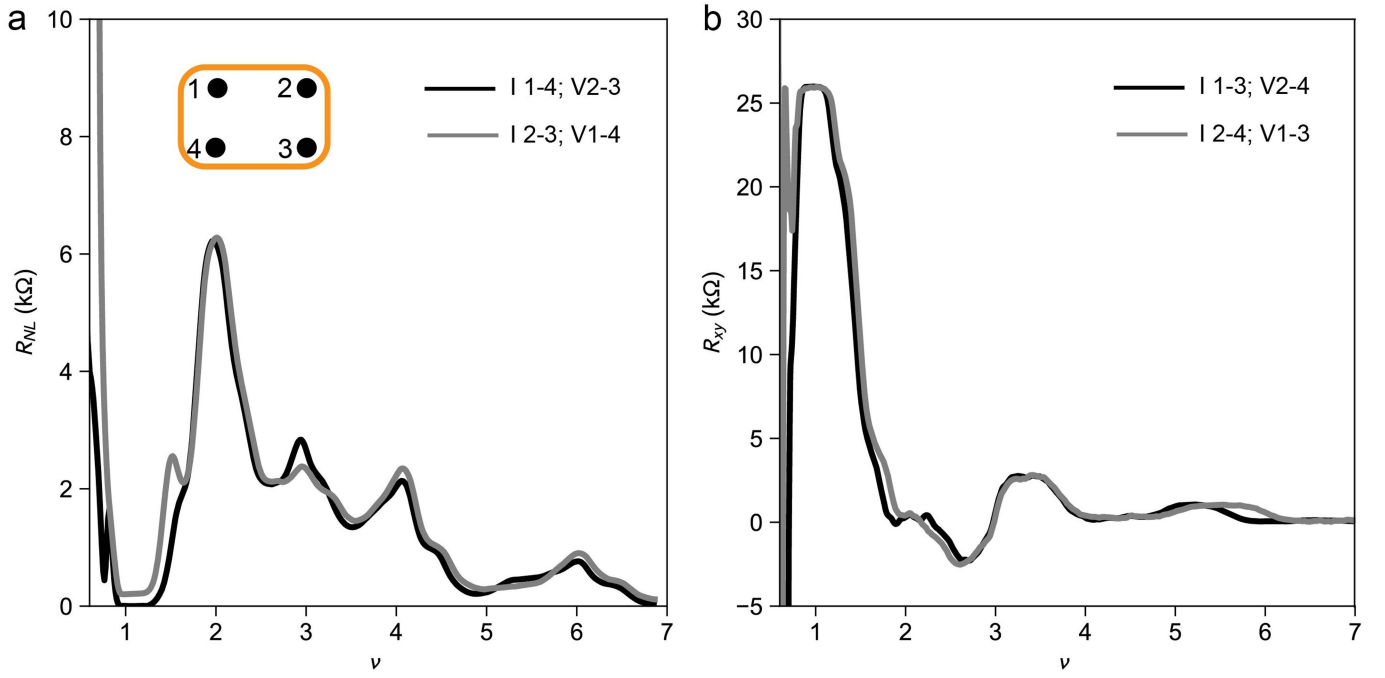 a
10
8
6
4
2
0
R_NL (kΩ)
1 2
4 3
I 1-4; V2-3
I 2-3; V1-4
1 2 3 4 5 6 7
ν
b
30
25
20
15
10
5
0
−5
R_xy (kΩ)
I 1-3; V2-4
I 2-4; V1-3
1 2 3 4 5 6 7
ν